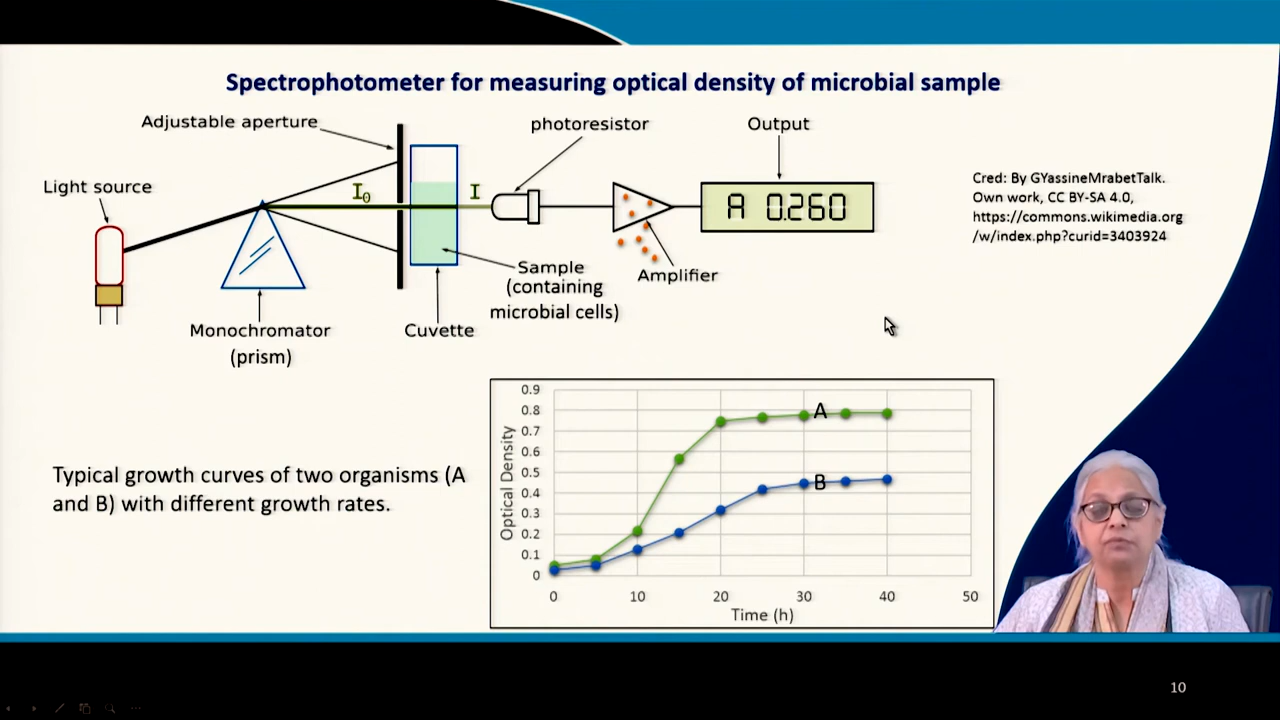 Spectrophotometer for measuring optical density of microbial sample
Adjustable aperture
photoresistor
Output
Light source
I0
I
A 0.260
Cred: By GYassineMrabetTalk.
Own work, CC BY-SA 4.0,
https://commons.wikimedia.org
/w/index.php?curid=3403924
Sample
(containing
microbial cells)
Amplifier
Monochromator
(prism)
Cuvette
Typical growth curves of two organisms (A
and B) with different growth rates.
Optical Density
0.9
0.8
0.7
0.6
0.5
0.4
0.3
0.2
0.1
0
A
B
0 10 20 30 40 50
Time (h)
10